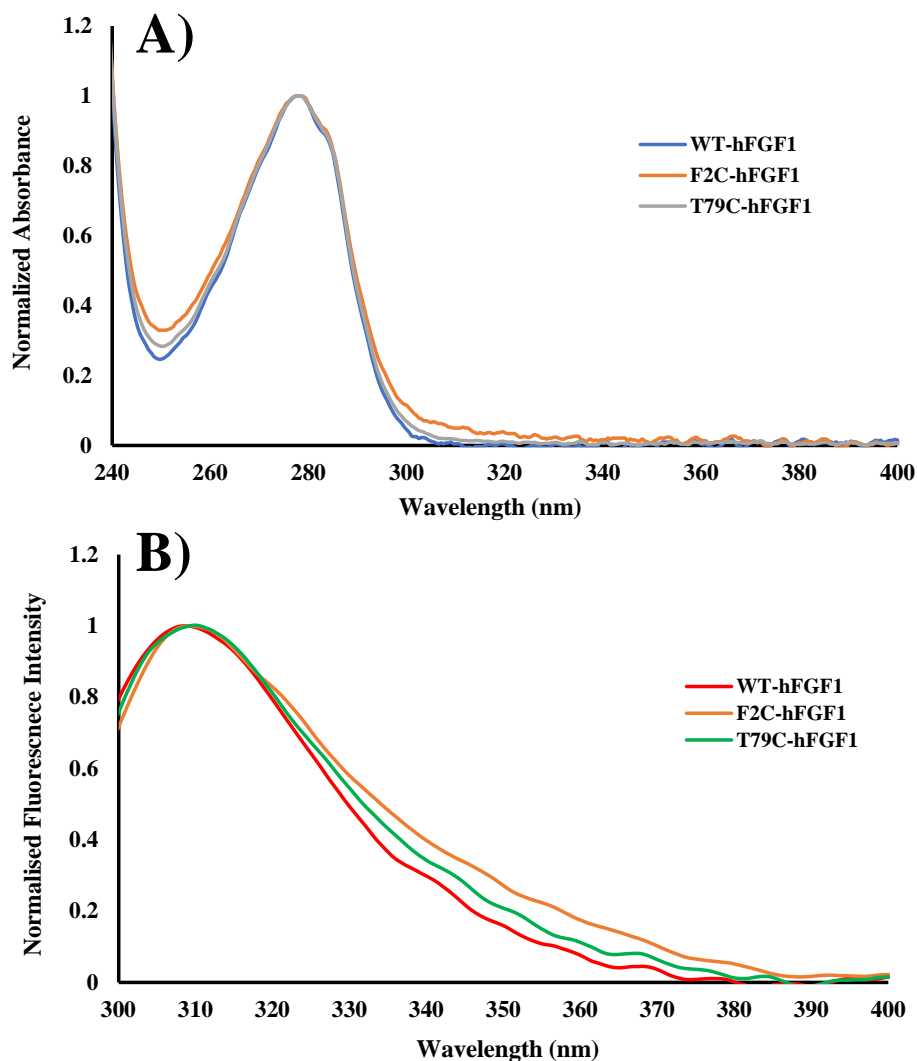 A)
1.2
1
0.8
0.6
0.4
0.2
0
Normalized Absorbance
WT-hFGF1
F2C-hFGF1
T79C-hFGF1
240 260 280 300 320 340 360 380 400
Wavelength (nm)
B)
1.2
1
0.8
0.6
0.4
0.2
0
Normalised Fluorescnece Intensity
WT-hFGF1
F2C-hFGF1
T79C-hFGF1
300 310 320 330 340 350 360 370 380 390 400
Wavelength (nm)